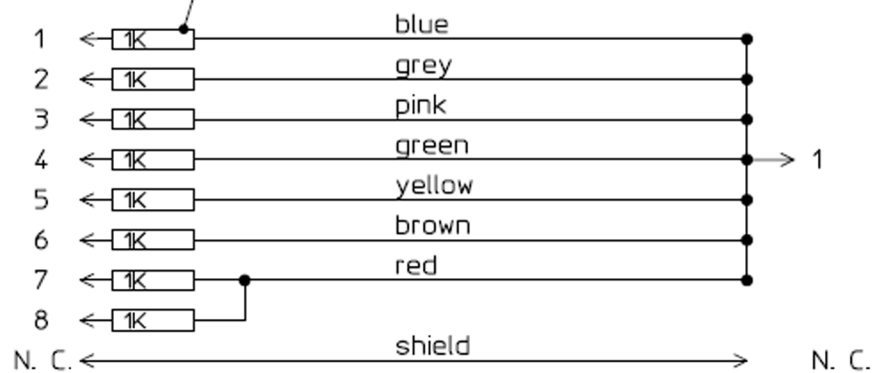 1 1K blue
2 1K grey
3 1K pink
4 1K green 1
5 1K yellow
6 1K brown
7 1K red
8 1K
N. C. shield N. C.